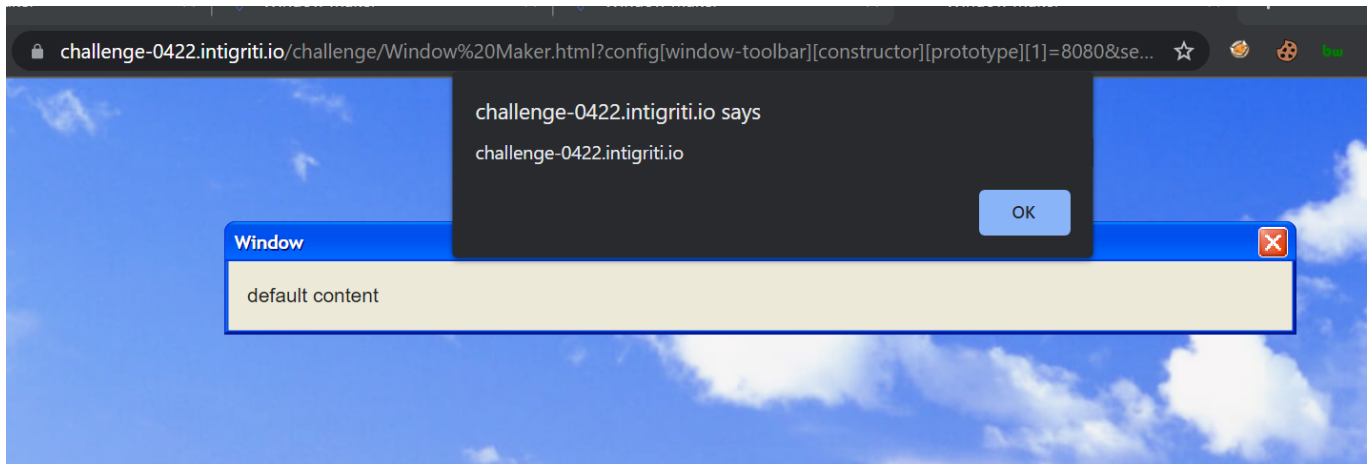 challenge-0422.intigriti.io/challenge/Window%20Maker.html?config[window-toolbar][constructor][prototype][1]=8080&se...
bw
challenge-0422.intigriti.io says
challenge-0422.intigriti.io
OK
Window
default content